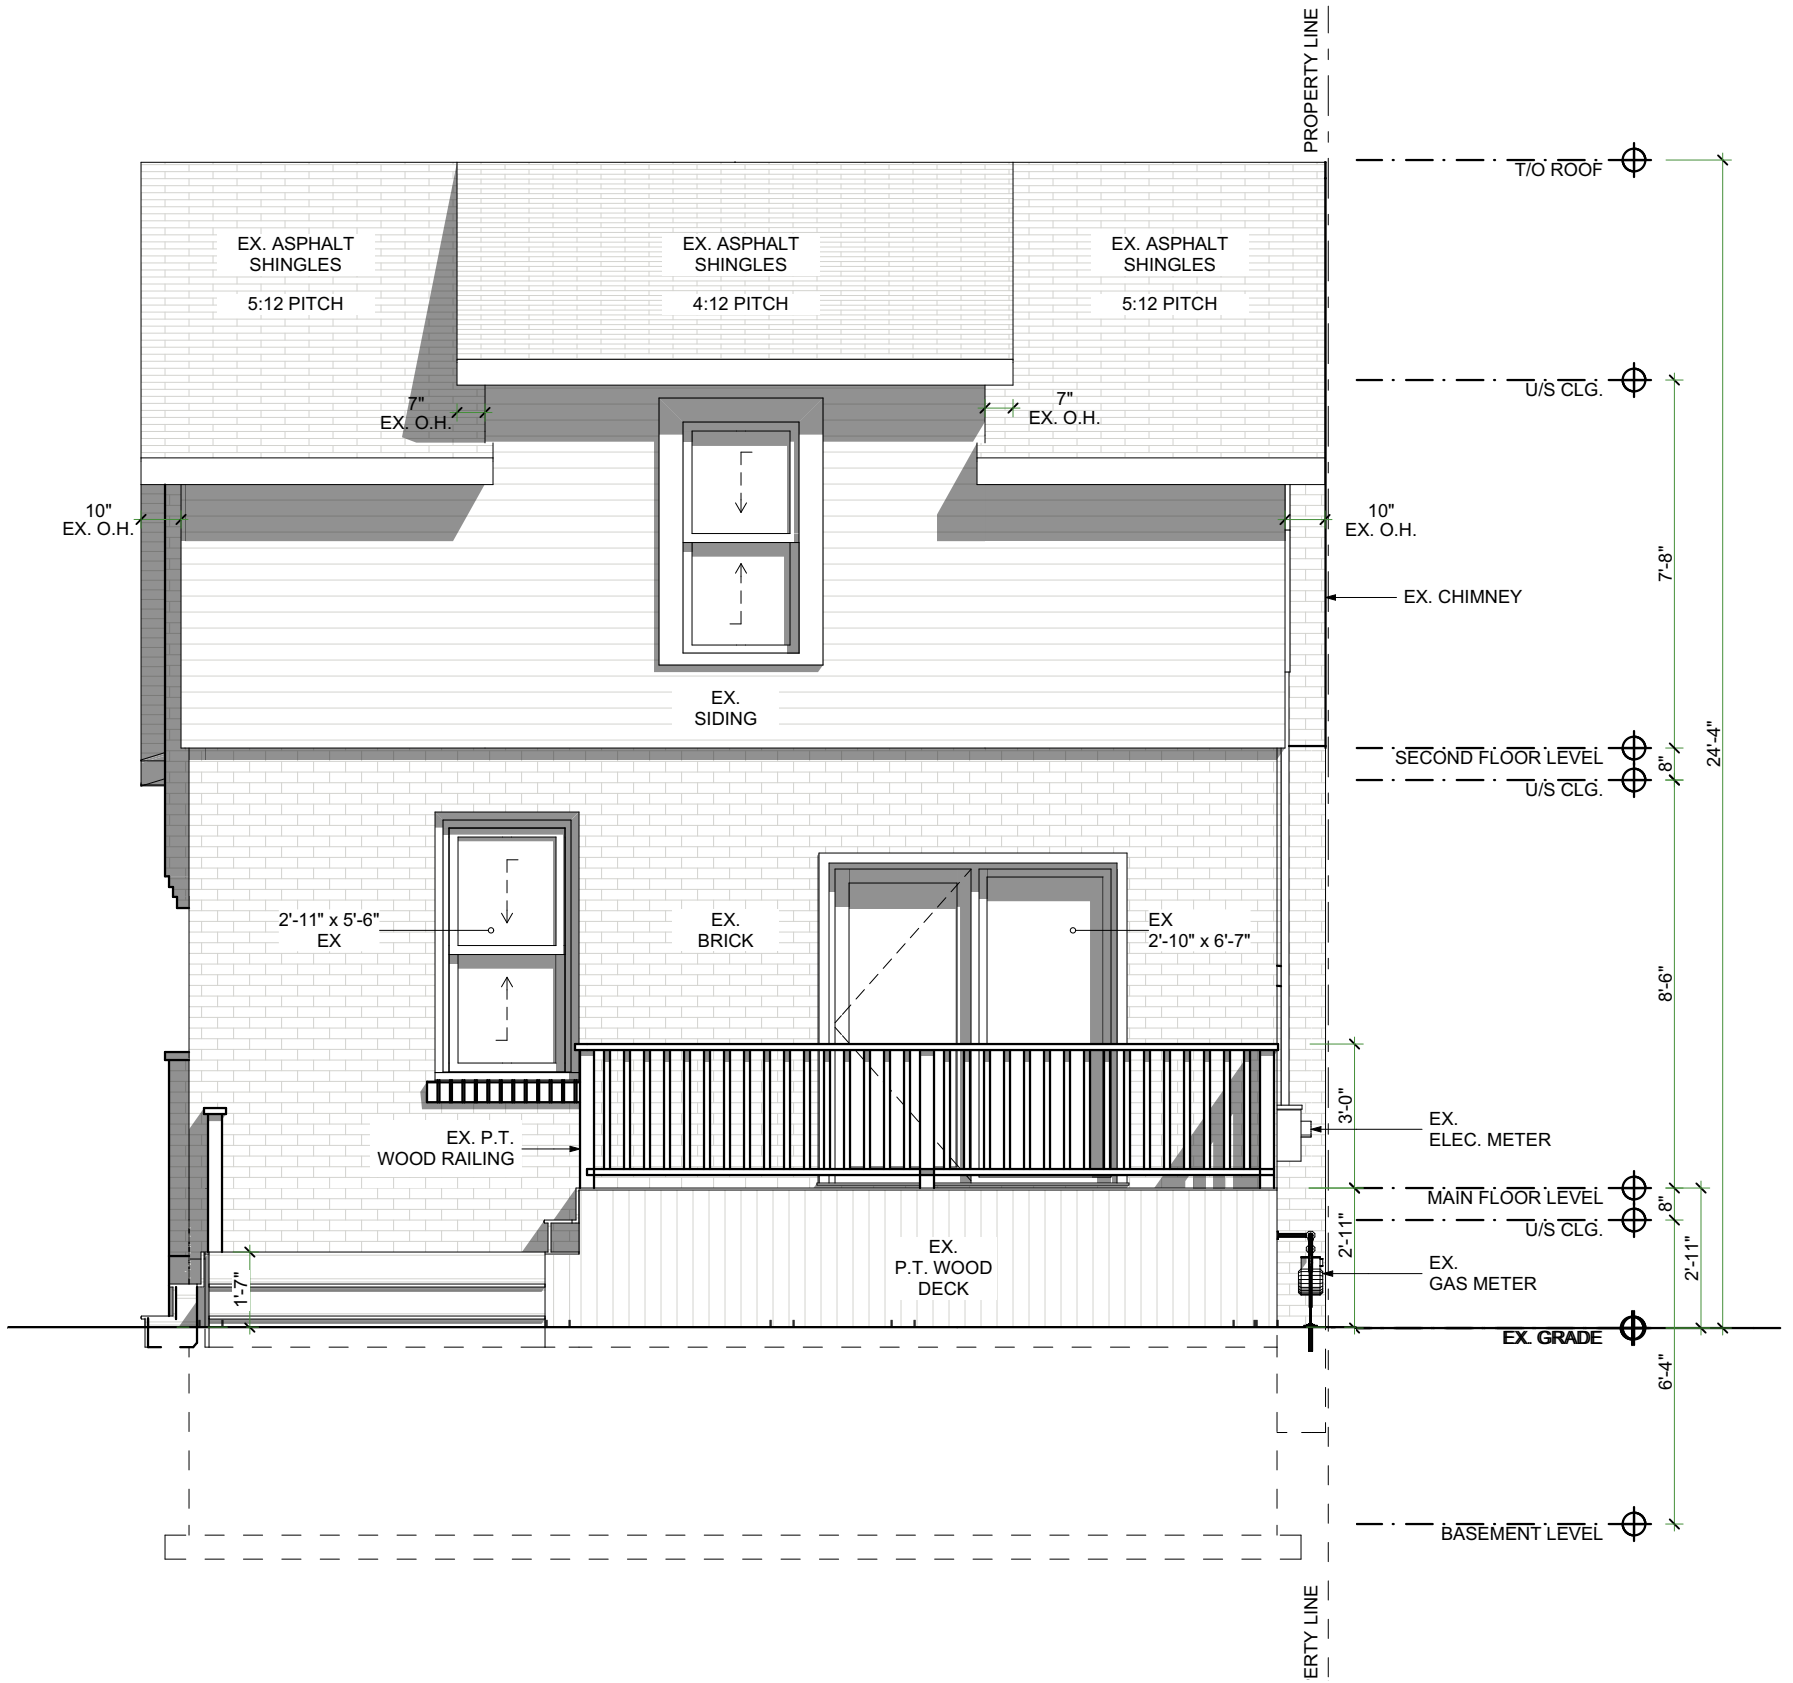 PROPERTY LINE
T/O ROOF
EX. ASPHALT
SHINGLES
5:12 PITCH
EX. ASPHALT
SHINGLES
4:12 PITCH
EX. ASPHALT
SHINGLES
5:12 PITCH
U/S CLG.
7"
EX. O.H.
7"
EX. O.H.
10"
EX. O.H.
10"
EX. O.H.
7'-8"
EX. CHIMNEY
EX.
SIDING
24'-4"
SECOND FLOOR LEVEL
8"
U/S CLG.
2'-11" x 5'-6"
EX
EX.
BRICK
EX
2'-10" x 6'-7"
8'-6"
3'-0"
EX. P.T.
WOOD RAILING
EX.
ELEC. METER
MAIN FLOOR LEVEL
8"
U/S CLG.
2'-11"
2'-11"
EX.
P.T. WOOD
DECK
EX.
GAS METER
1'-7"
EX. GRADE
6'-4"
BASEMENT LEVEL
ERTY LINE